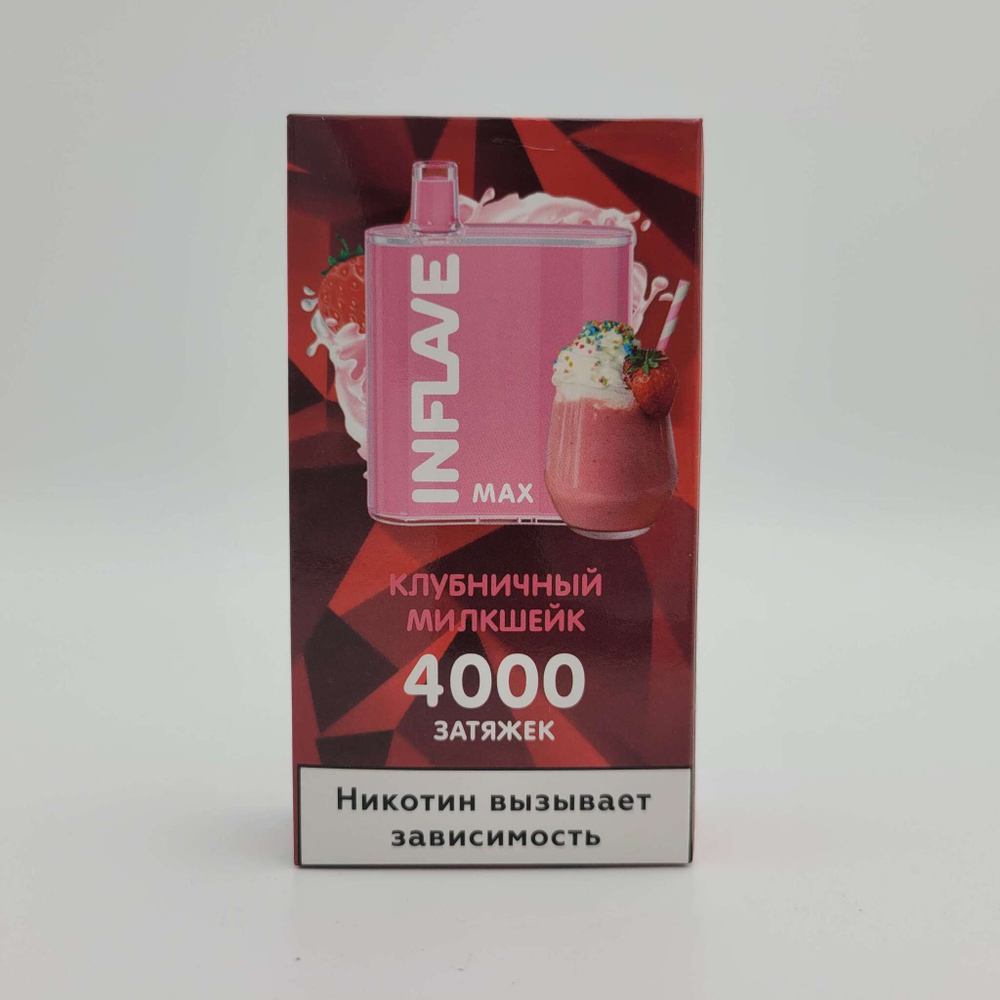 INFLAVE
MAX
КЛУБНИЧНЫЙ
МИЛКШЕЙК
4000
ЗАТЯЖЕК
Никотин вызывает
зависимость